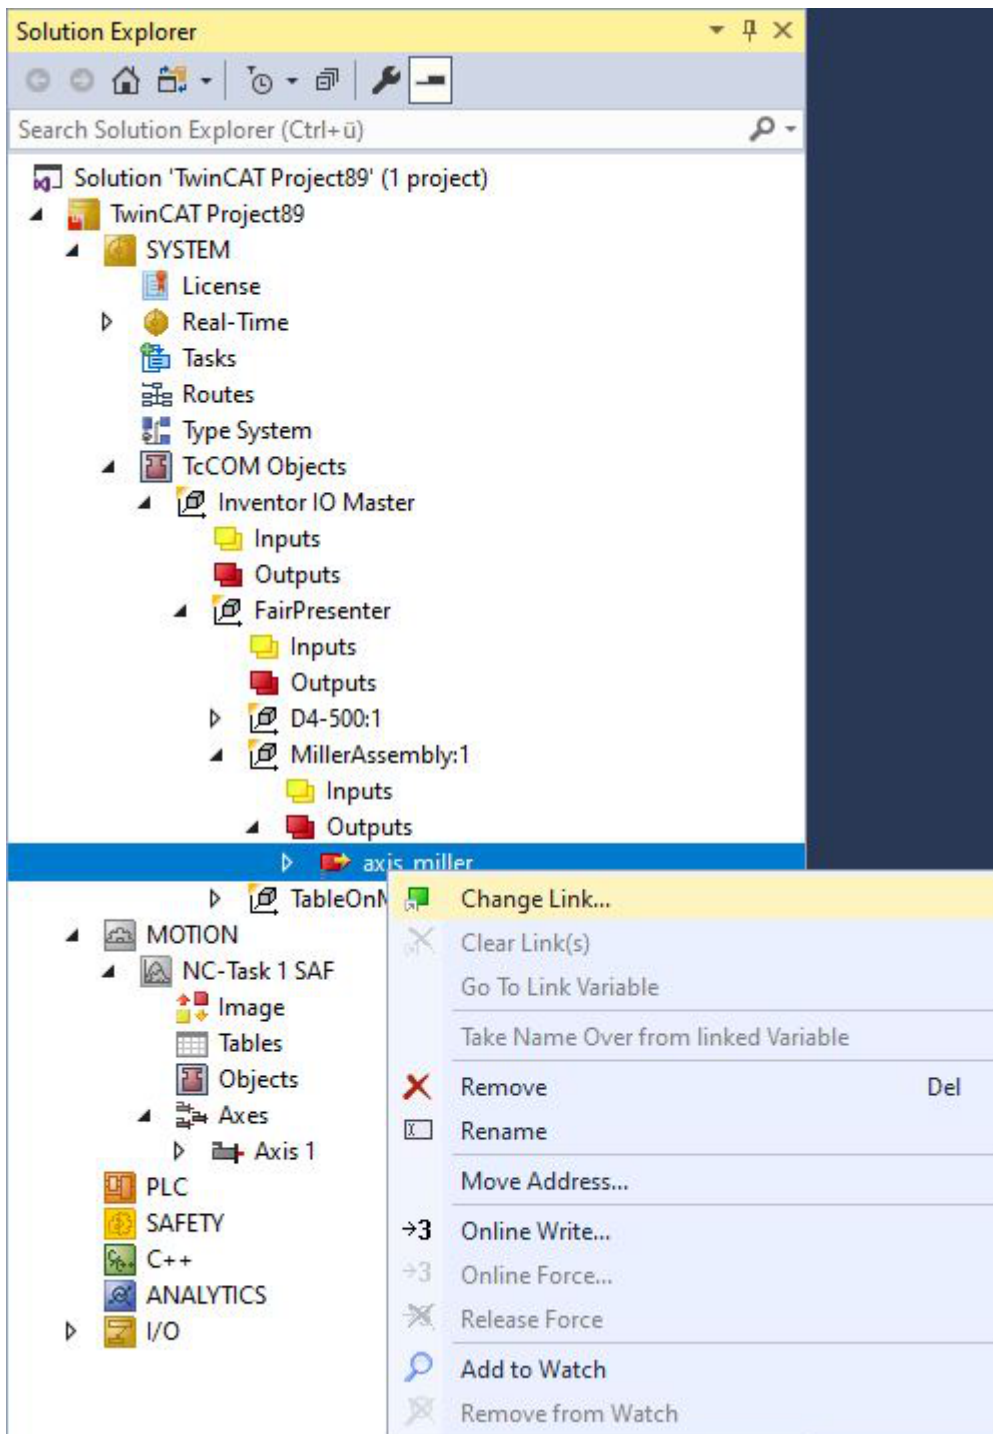 Solution Explorer
Search Solution Explorer (Ctrl+ü)
Solution 'TwinCAT Project89' (1 project)
TwinCAT Project89
SYSTEM
License
Real-Time
Tasks
Routes
Type System
TcCOM Objects
Inventor IO Master
Inputs
Outputs
FairPresenter
Inputs
Outputs
D4-500:1
MillerAssembly:1
Inputs
Outputs
axis_miller
MOTION
NC-Task 1 SAF
Image
Tables
Objects
Axes
Axis 1
PLC
SAFETY
C++
ANALYTICS
I/O
Change Link...
Clear Link(s)
Go To Link Variable
Take Name Over from linked Variable
Remove Del
Rename
Move Address...
Online Write...
Online Force...
Release Force
Add to Watch
Remove from Watch